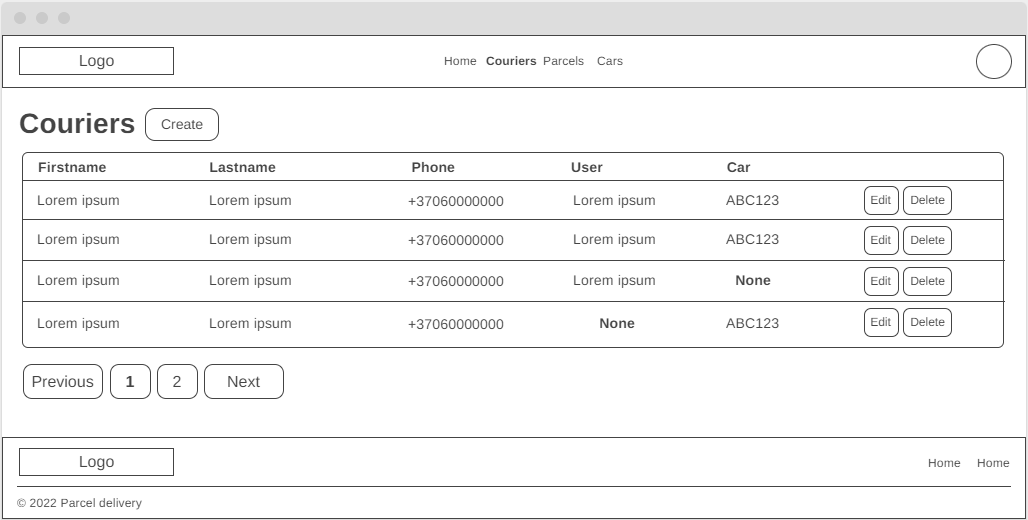 Logo Home Couriers Parcels Cars
Couriers Create
Firstname Lastname Phone User Car
Lorem ipsum Lorem ipsum +37060000000 Lorem ipsum ABC123 Edit Delete
Lorem ipsum Lorem ipsum +37060000000 Lorem ipsum ABC123 Edit Delete
Lorem ipsum Lorem ipsum +37060000000 Lorem ipsum None Edit Delete
Lorem ipsum Lorem ipsum +37060000000 None ABC123 Edit Delete
Previous 1 2 Next
Logo Home Home
© 2022 Parcel delivery